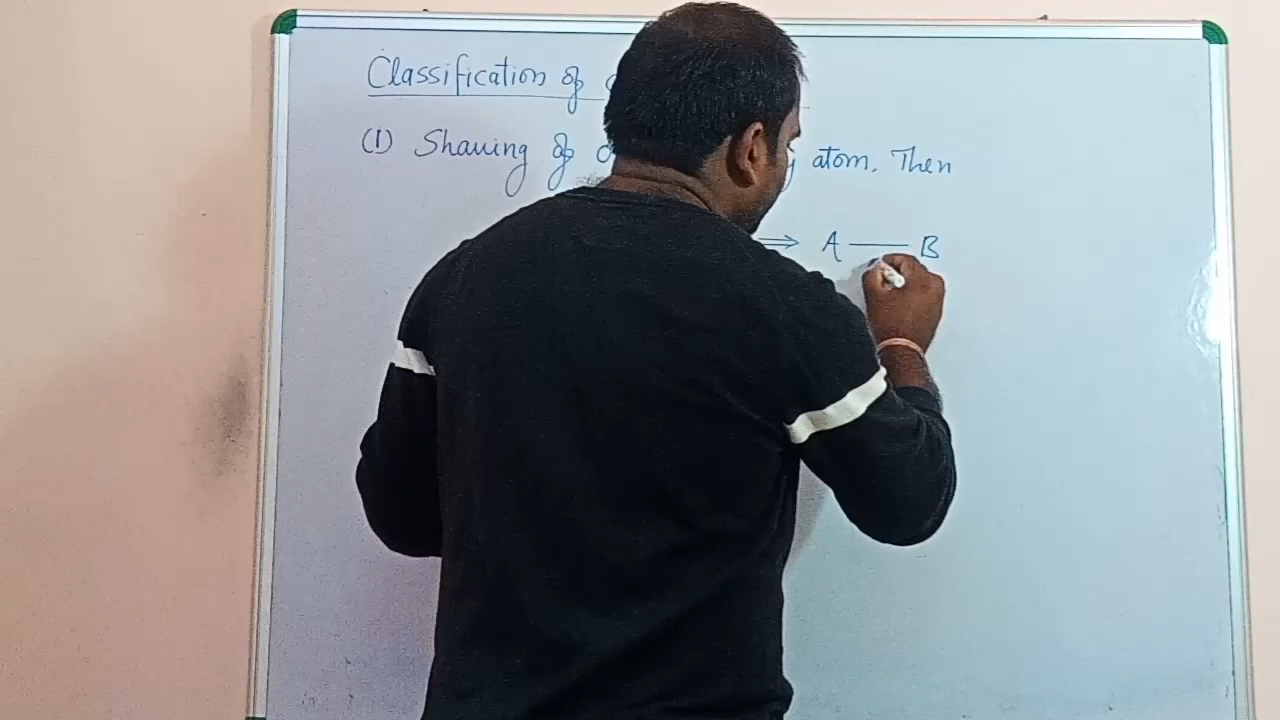 Classification of
(1) Sharing of atom, Then
⇒ A — B